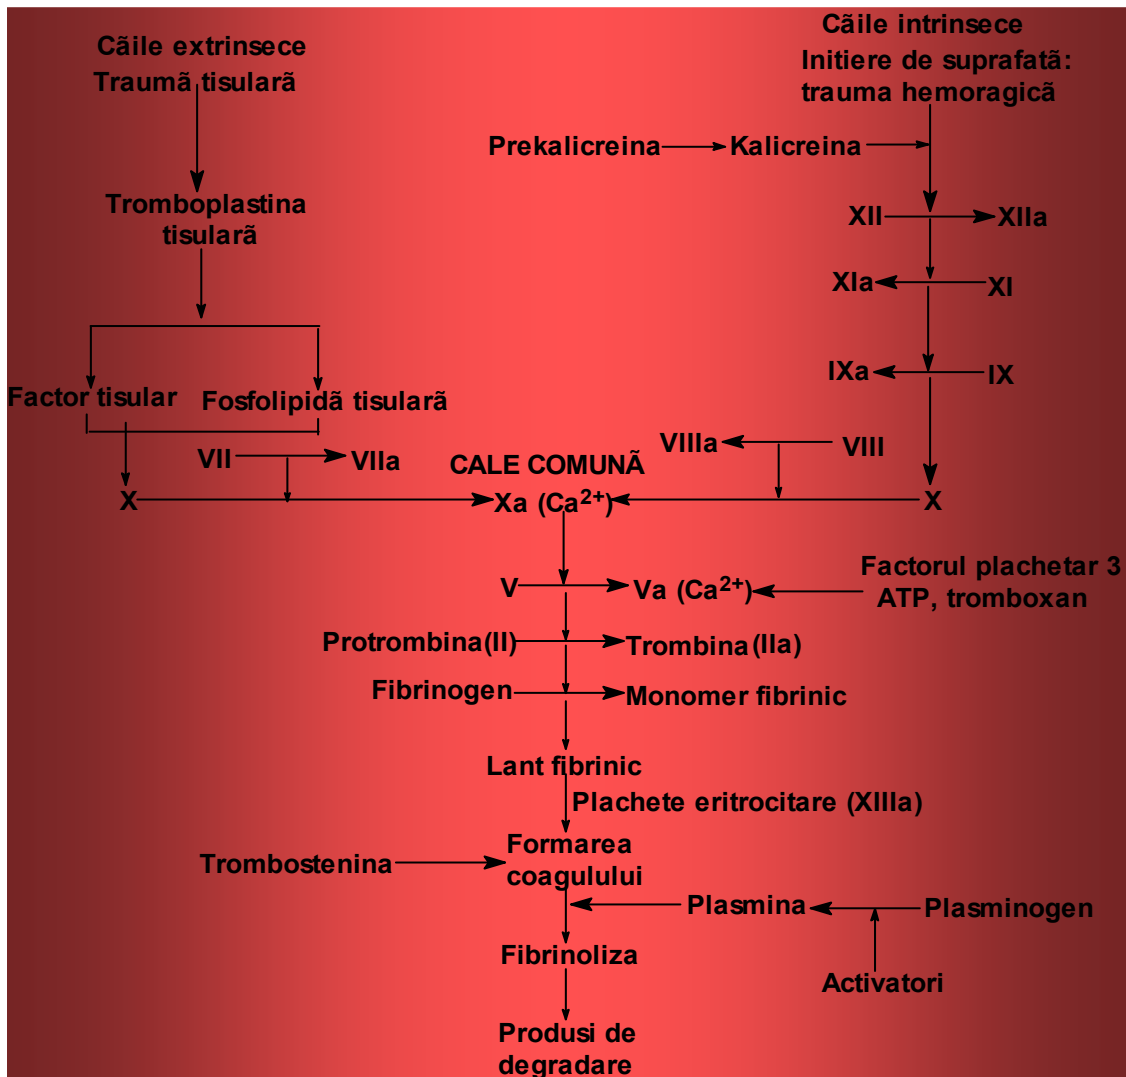 Cãile extrinsece
Traumã tisularã
Cãile intrinsece
Initiere de suprafatã:
trauma hemoragicã
Prekalicreina
Kalicreina
Tromboplastina
tisularã
XII
XIIa
XIa
XI
IXa
IX
Factor tisular
Fosfolipidã tisularã
VII
VIIa
VIIIa
VIII
CALE COMUNÃ
X
Xa (Ca2+)
X
V
Va (Ca2+)
Factorul plachetar 3
ATP, tromboxan
Protrombina(II)
Trombina(IIa)
Fibrinogen
Monomer fibrinic
Lant fibrinic
Plachete eritrocitare (XIIIa)
Trombostenina
Formarea
coagulului
Plasmina
Plasminogen
Fibrinoliza
Activatori
Produsi de
degradare